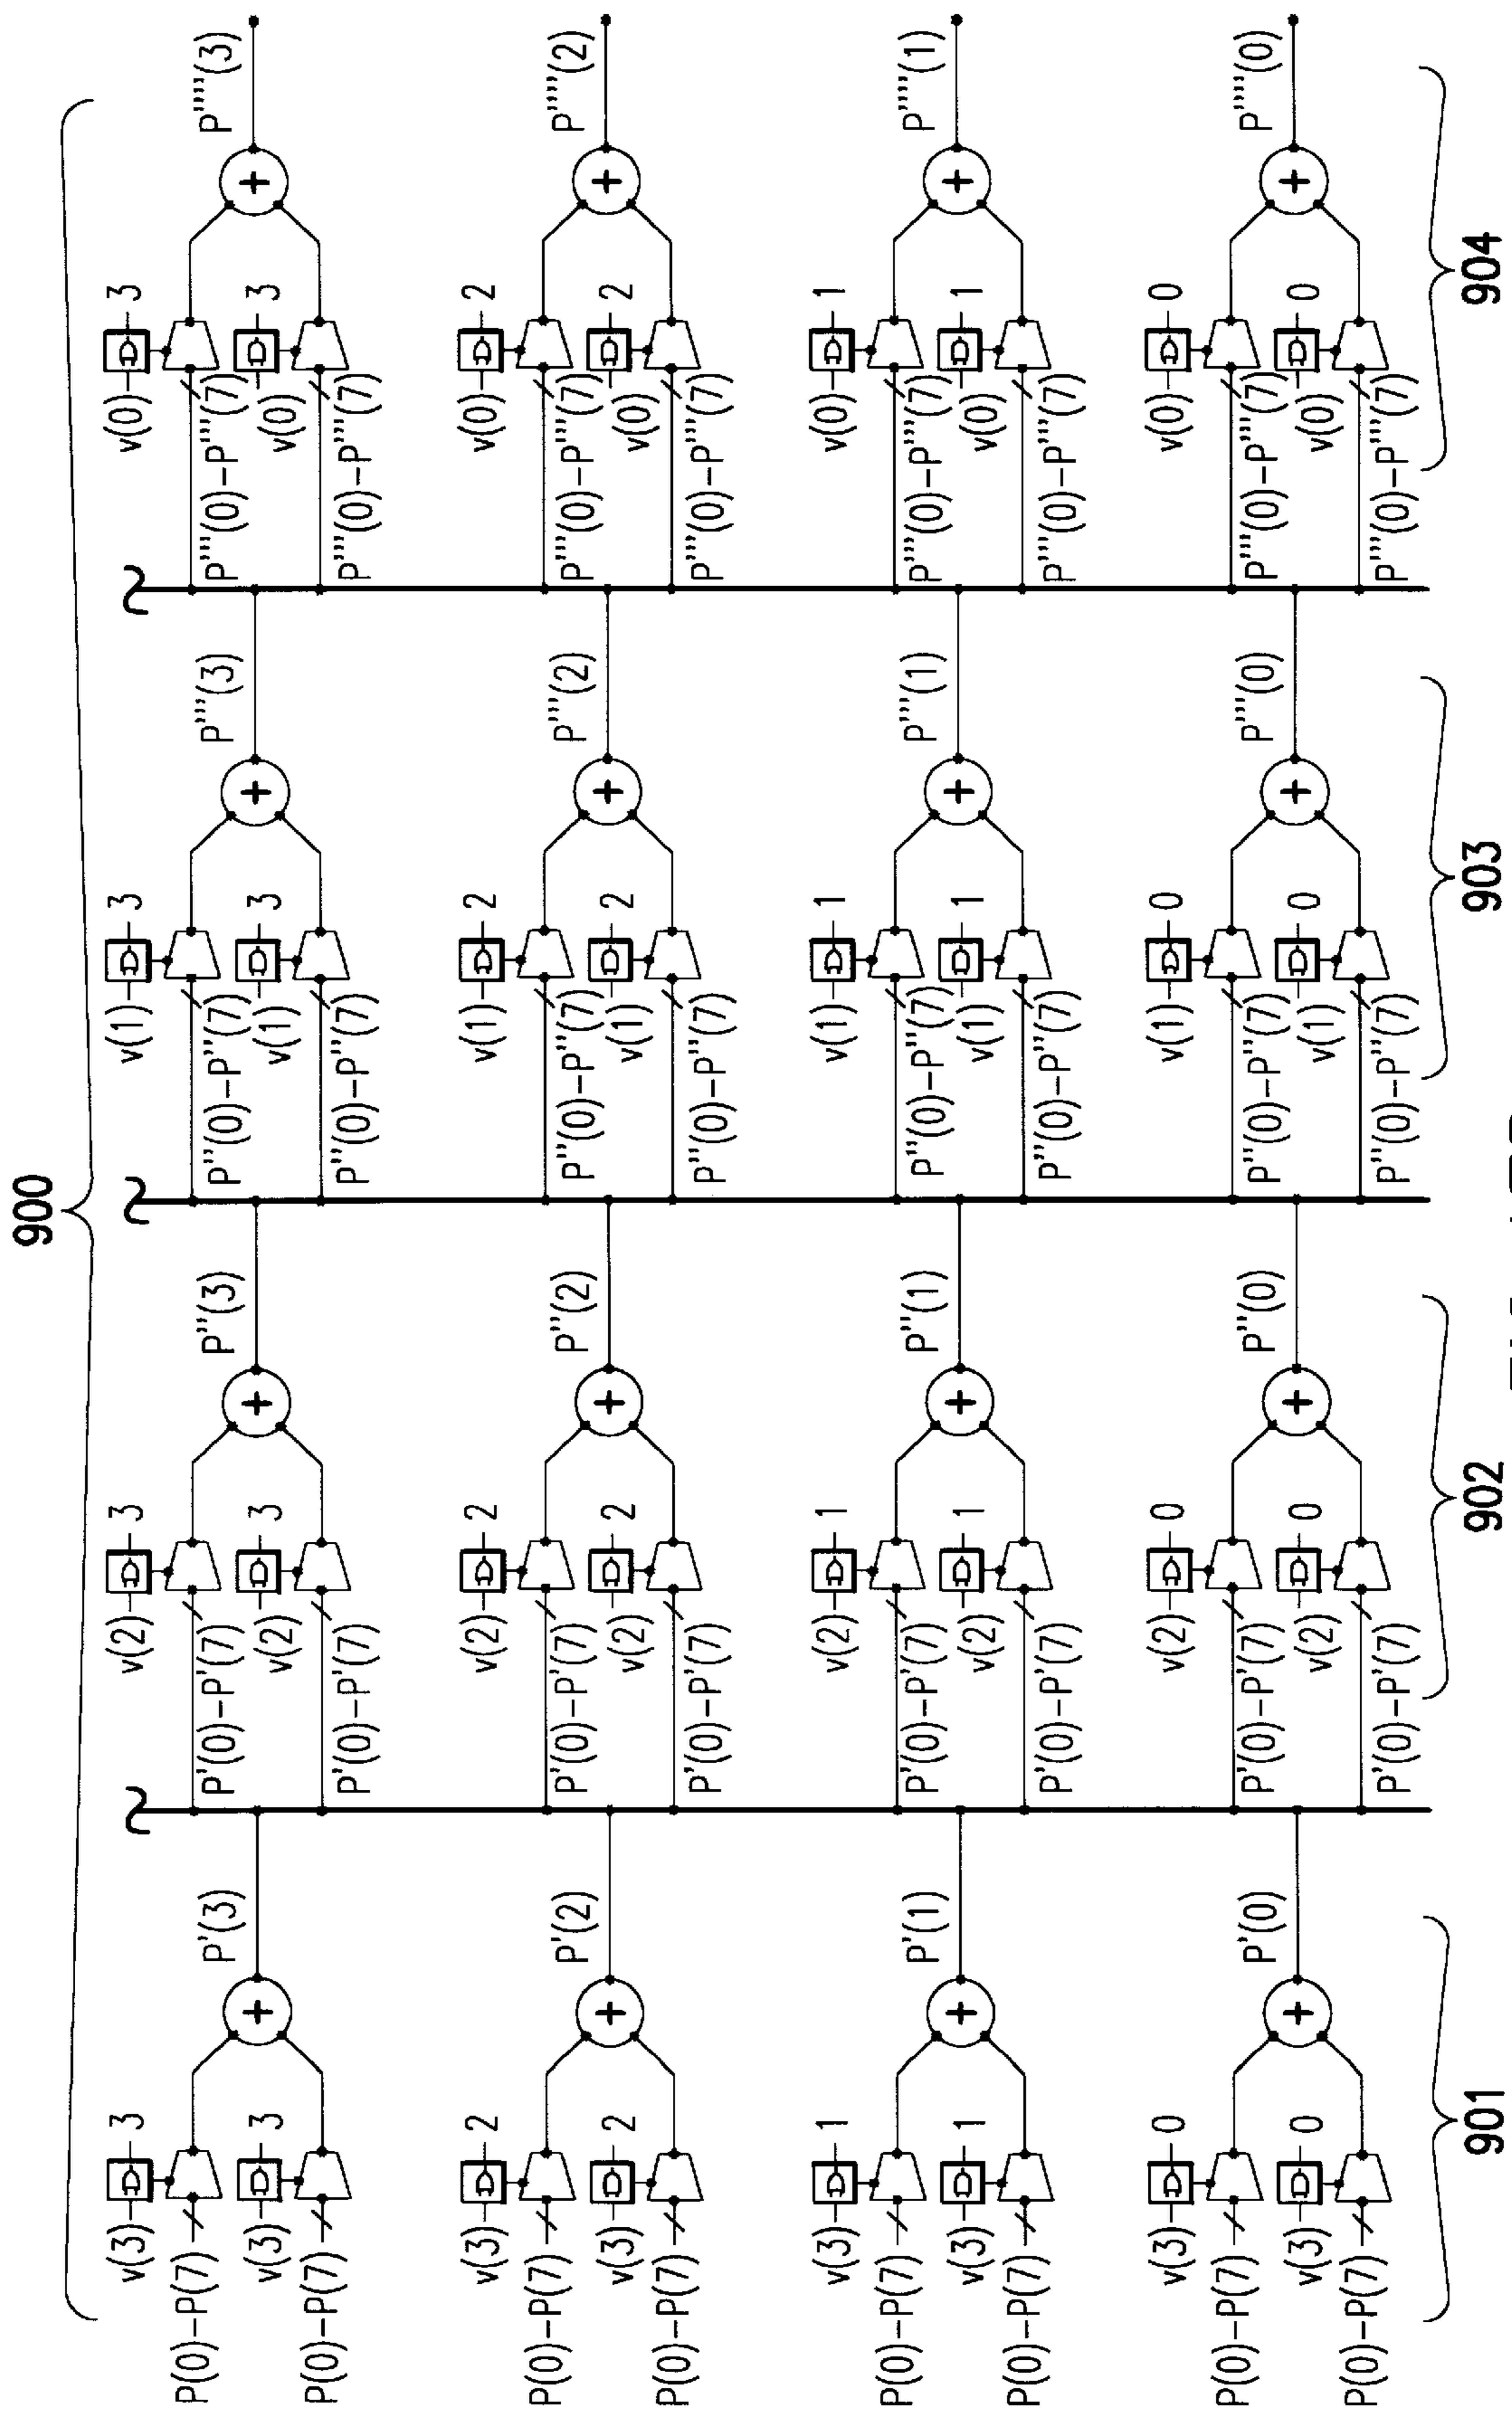 900
v(3) 3 v(2) 3 v(1) 3 v(0) 3
P(0)–P(7) P'(3) P'(0)–P'(7) P''(3) P''(0)–P''(7) P'''(3) P'''(0)–P'''(7) P''''(3)
v(3) 3 + v(2) 3 + v(1) 3 + v(0) 3 +
P(0)–P(7) P'(0)–P'(7) P''(0)–P''(7) P'''(0)–P'''(7)
v(3) 2 v(2) 2 v(1) 2 v(0) 2
P(0)–P(7) P'(2) P'(0)–P'(7) P''(2) P''(0)–P''(7) P'''(2) P'''(0)–P'''(7) P''''(2)
v(3) 2 + v(2) 2 + v(1) 2 + v(0) 2 +
P(0)–P(7) P'(0)–P'(7) P''(0)–P''(7) P'''(0)–P'''(7)
v(3) 1 v(2) 1 v(1) 1 v(0) 1
P(0)–P(7) P'(1) P'(0)–P'(7) P''(1) P''(0)–P''(7) P'''(1) P'''(0)–P'''(7) P''''(1)
v(3) 1 + v(2) 1 + v(1) 1 + v(0) 1 +
P(0)–P(7) P'(0)–P'(7) P''(0)–P''(7) P'''(0)–P'''(7)
v(3) 0 v(2) 0 v(1) 0 v(0) 0
P(0)–P(7) P'(0) P'(0)–P'(7) P''(0) P''(0)–P''(7) P'''(0) P'''(0)–P'''(7) P''''(0)
v(3) 0 + v(2) 0 + v(1) 0 + v(0) 0 +
P(0)–P(7) P'(0)–P'(7) P''(0)–P''(7) P'''(0)–P'''(7)
901 902 903 904